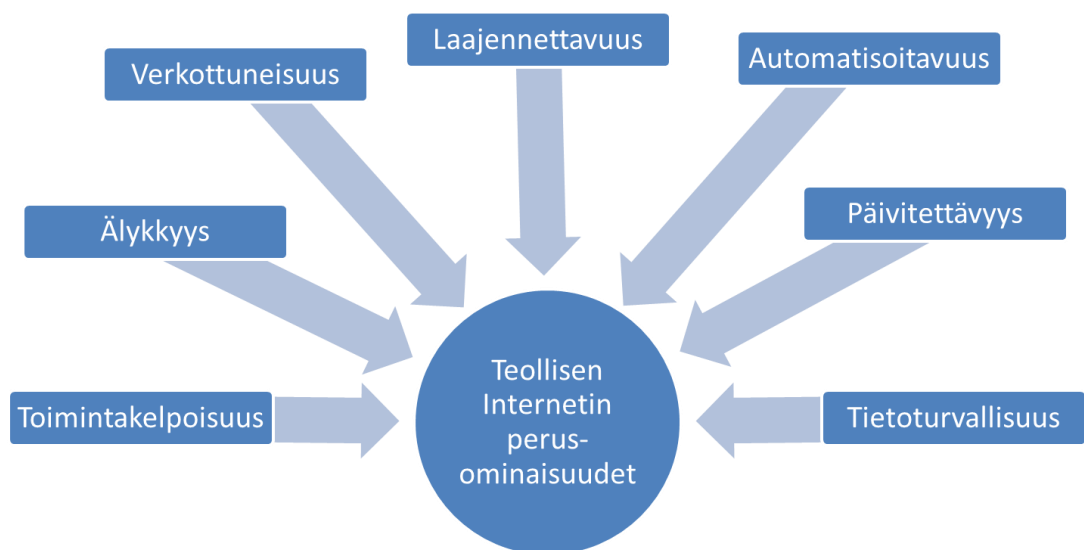 Laajennettavuus
Verkottuneisuus
Automatisoitavuus
Älykkyys
Päivitettävyys
Toimintakelpoisuus
Teollisen
Internetin
perus-
ominaisuudet
Tietoturvallisuus